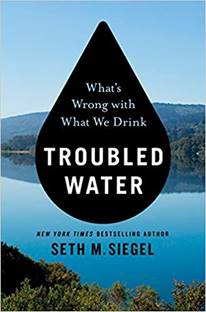 What's
Wrong with
What We Drink
TROUBLED
WATER
NEW YORK TIMES BESTSELLING AUTHOR
SETH M. SIEGEL